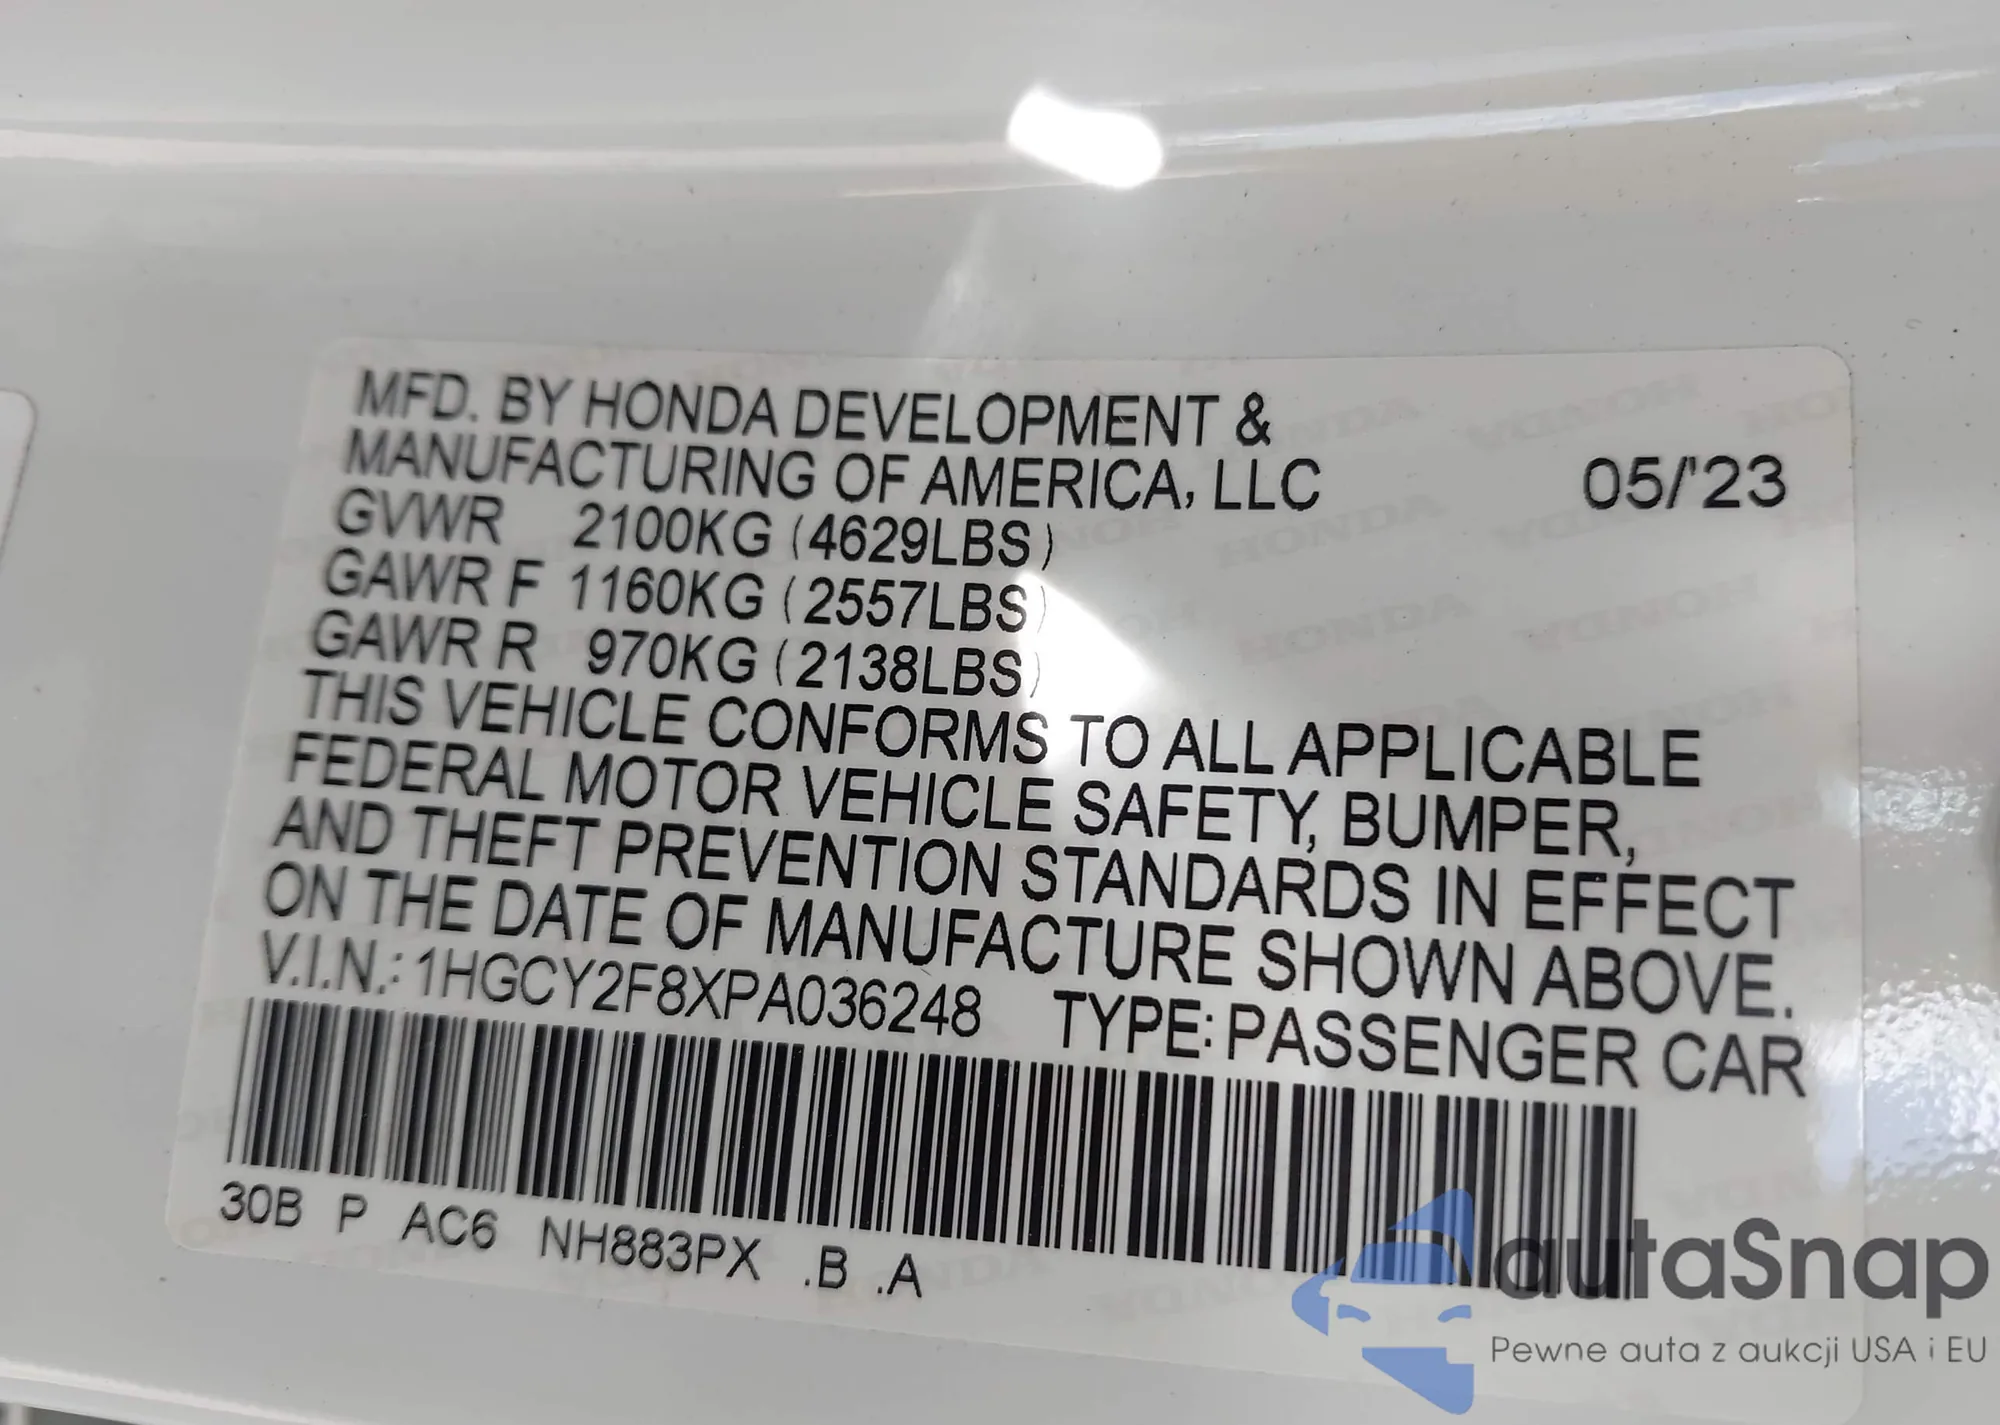 MFD. BY HONDA DEVELOPMENT &
MANUFACTURING OF AMERICA, LLC 05/'23
GVWR 2100KG (4629LBS)
GAWR F 1160KG (2557LBS)
GAWR R 970KG (2138LBS)
THIS VEHICLE CONFORMS TO ALL APPLICABLE
FEDERAL MOTOR VEHICLE SAFETY, BUMPER,
AND THEFT PREVENTION STANDARDS IN EFFECT
ON THE DATE OF MANUFACTURE SHOWN ABOVE.
V.I.N.: 1HGCY2F8XPA036248 TYPE: PASSENGER CAR
30B P AC6 NH883PX .B .A
autaSnap
Pewne auta z aukcji USA i EU